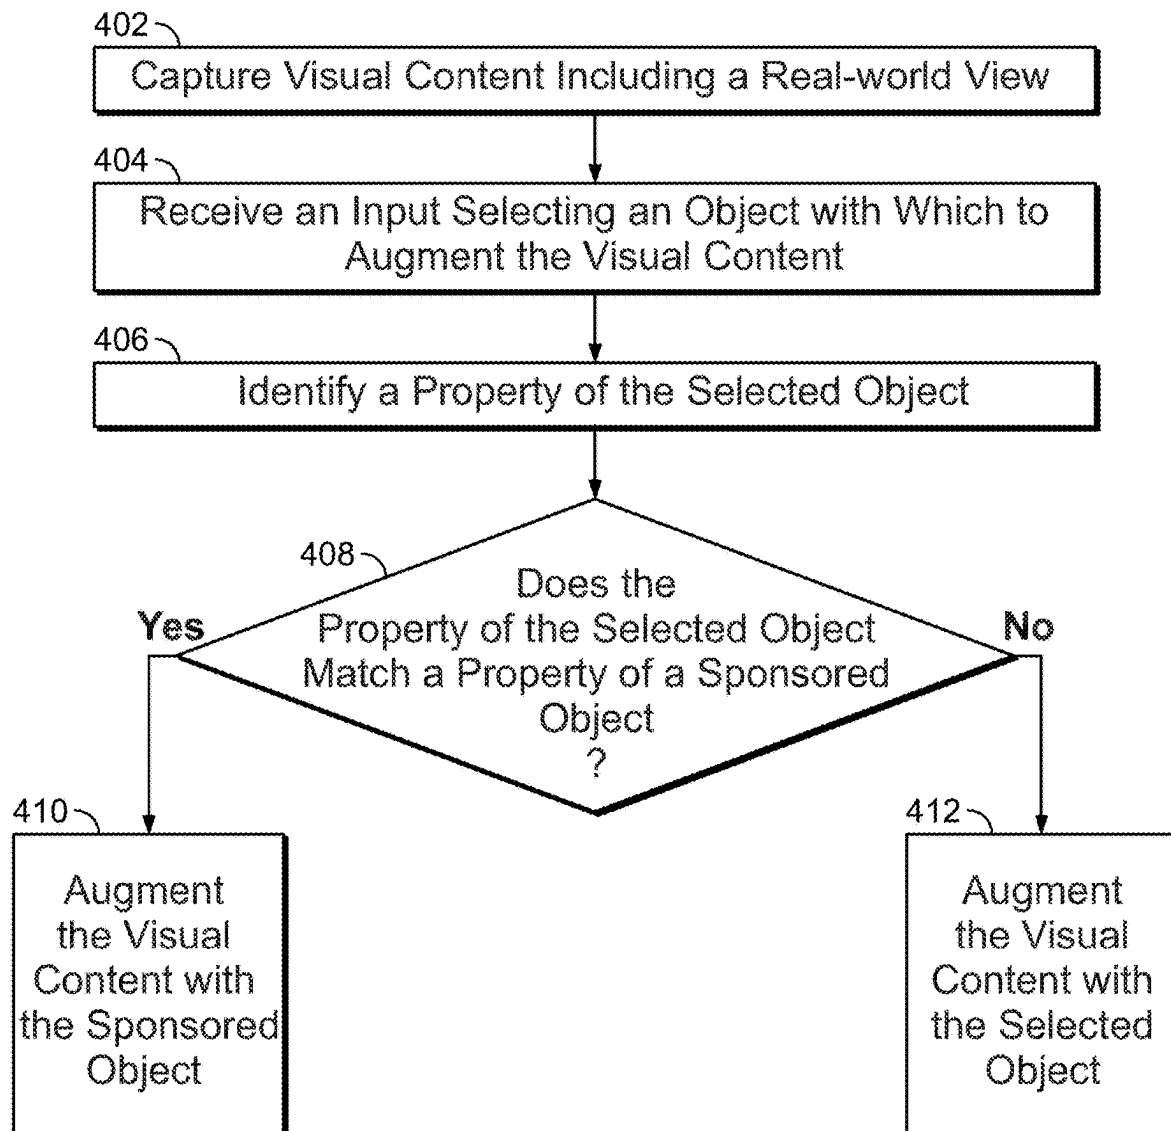 402
Capture Visual Content Including a Real-world View
404
Receive an Input Selecting an Object with Which to
Augment the Visual Content
406
Identify a Property of the Selected Object
408
Does the
Property of the Selected Object
Match a Property of a Sponsored
Object
?
Yes
No
410
Augment
the Visual
Content with
the Sponsored
Object
412
Augment
the Visual
Content with
the Selected
Object